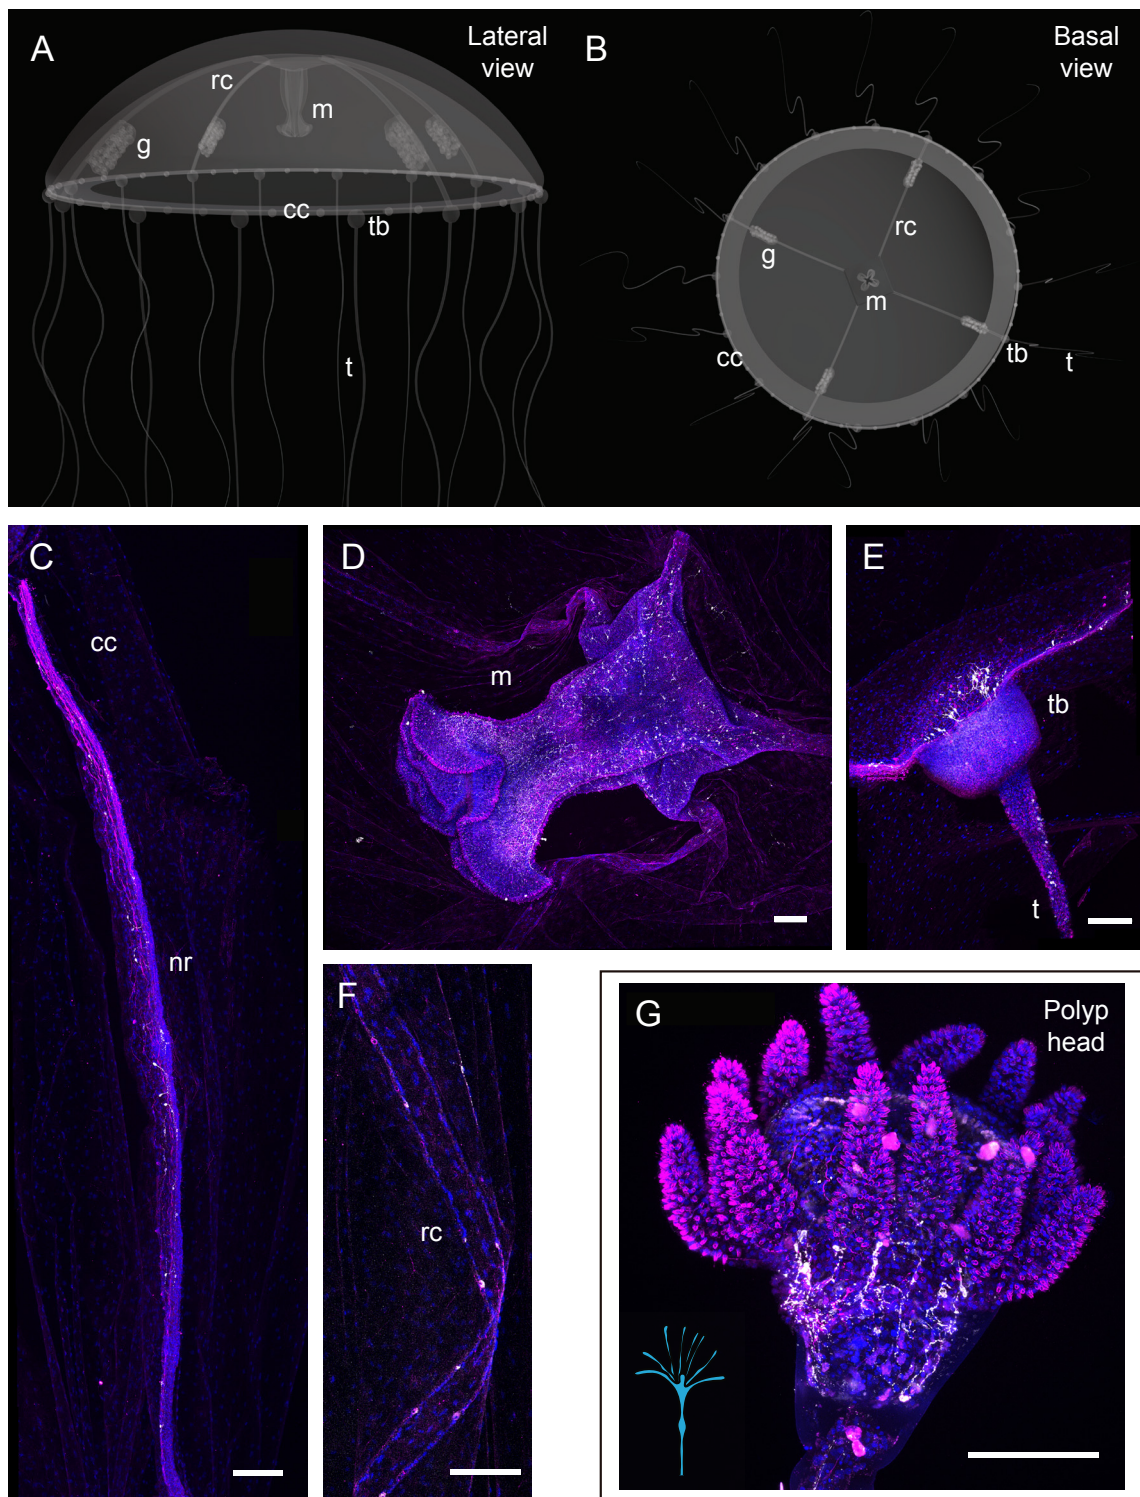 A
Lateral
view
rc
m
g
cc
tb
t
B
Basal
view
rc
g
m
cc
tb
t
C
cc
nr
D
m
E
tb
t
F
rc
G
Polyp
head